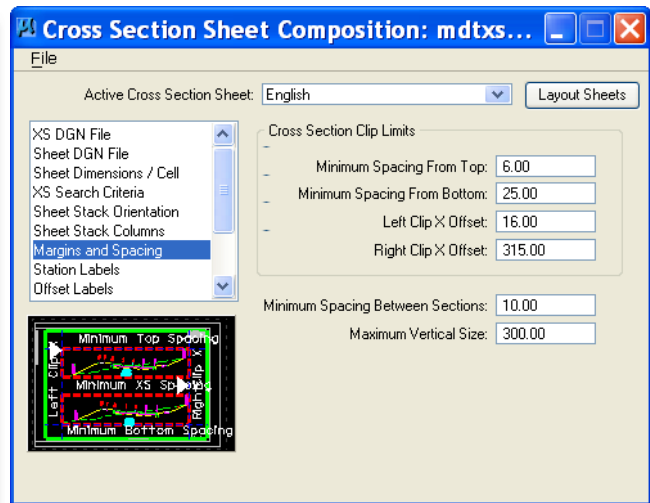 Cross Section Sheet Composition: mdtxs...
File
Active Cross Section Sheet: English Layout Sheets
XS DGN File
Sheet DGN File
Sheet Dimensions / Cell
XS Search Criteria
Sheet Stack Orientation
Sheet Stack Columns
Margins and Spacing
Station Labels
Offset Labels
Cross Section Clip Limits
Minimum Spacing From Top: 6.00
Minimum Spacing From Bottom: 25.00
Left Clip X Offset: 16.00
Right Clip X Offset: 315.00
Minimum Spacing Between Sections: 10.00
Maximum Vertical Size: 300.00
Minimum Top Spacing
Left Clip X
Minimum XS Spacing
Right Clip X
Minimum Bottom Spacing